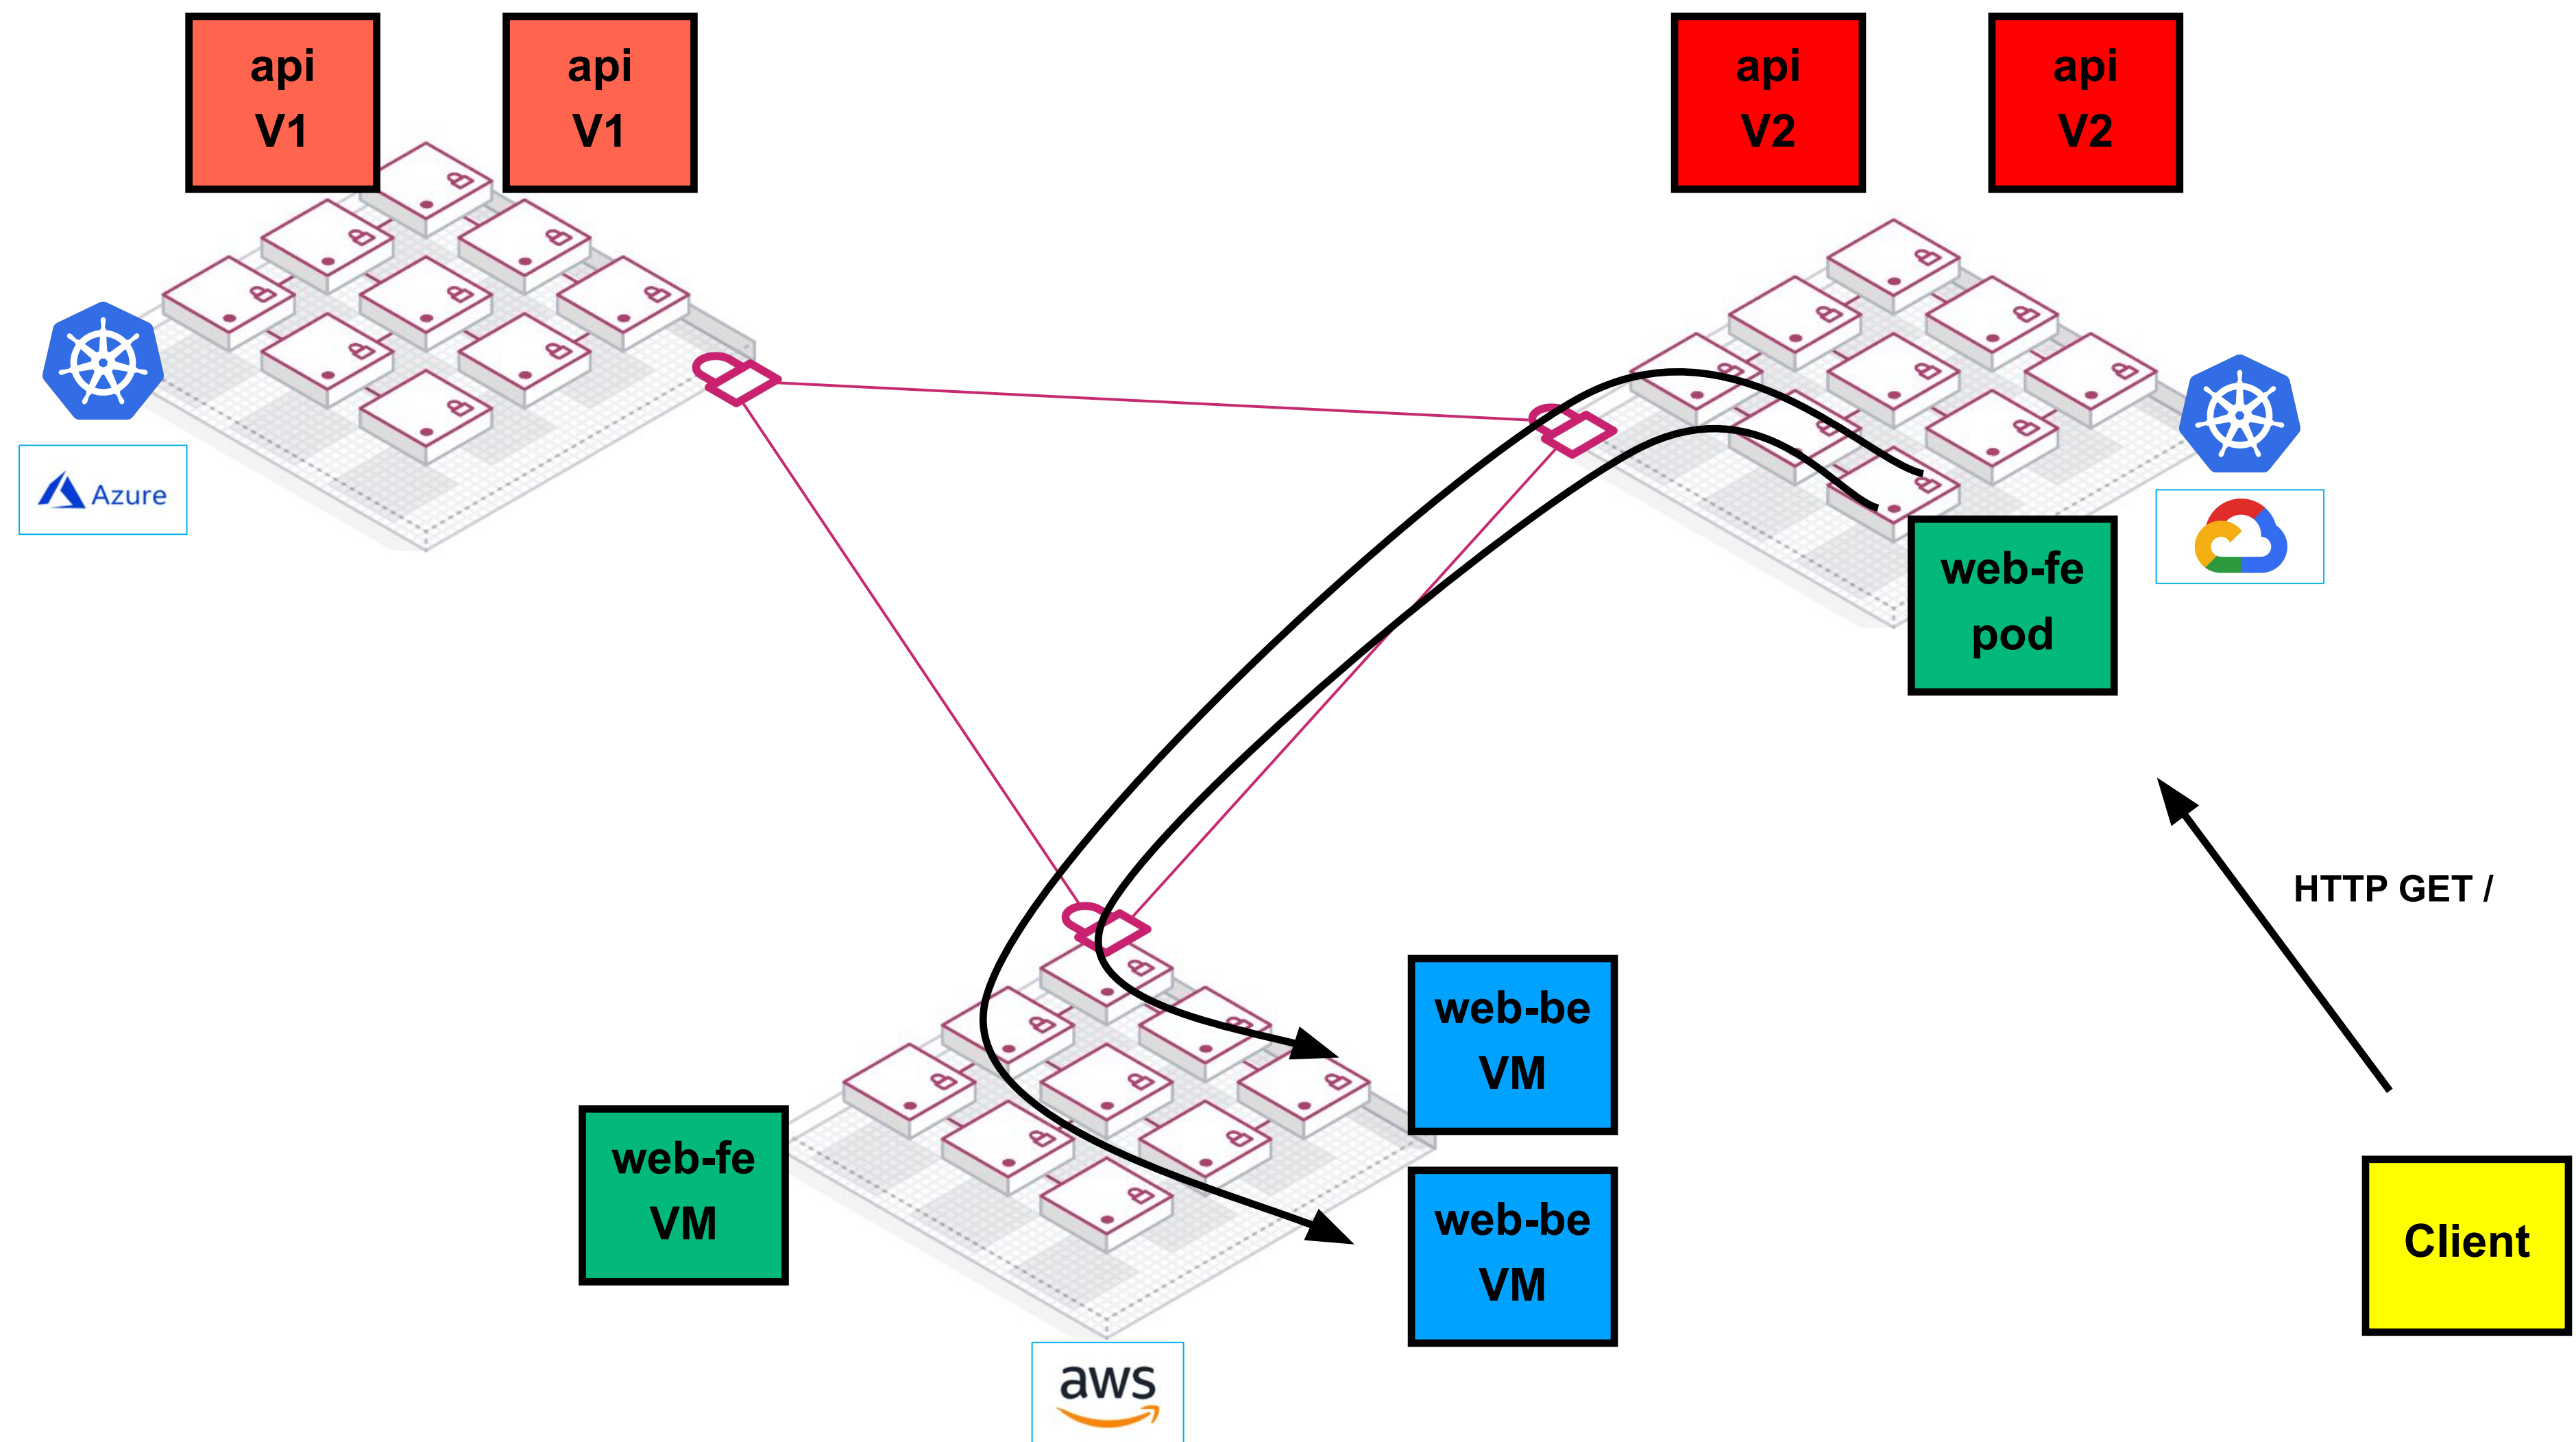 api
V1
api
V1
api
V2
api
V2
Azure
web-fe
pod
HTTP GET /
web-be
VM
web-fe
VM
web-be
VM
Client
aws